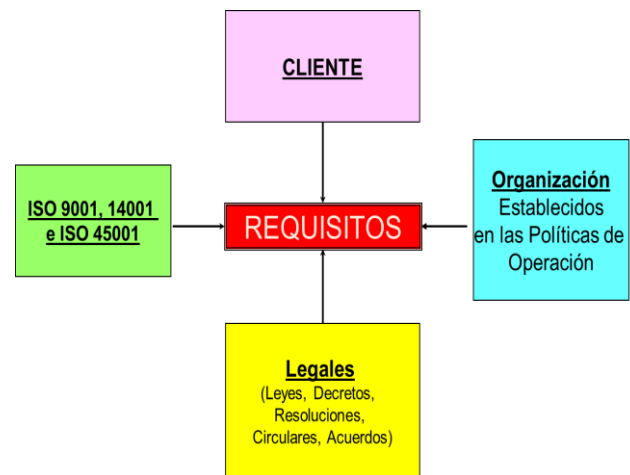 CLIENTE
ISO 9001, 14001
e ISO 45001
REQUISITOS
Organización
Establecidos
en las Políticas de
Operación
Legales
(Leyes, Decretos,
Resoluciones,
Circulares, Acuerdos)